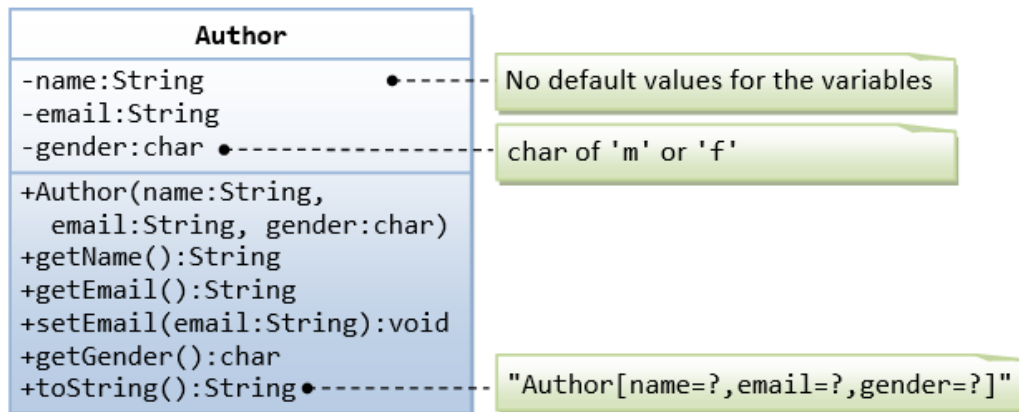 Author
-name:String
No default values for the variables
-email:String
-gender:char
char of 'm' or 'f'
+Author(name:String,
email:String, gender:char)
+getName():String
+getEmail():String
+setEmail(email:String):void
+getGender():char
+toString():String
"Author[name=?,email=?,gender=?]"